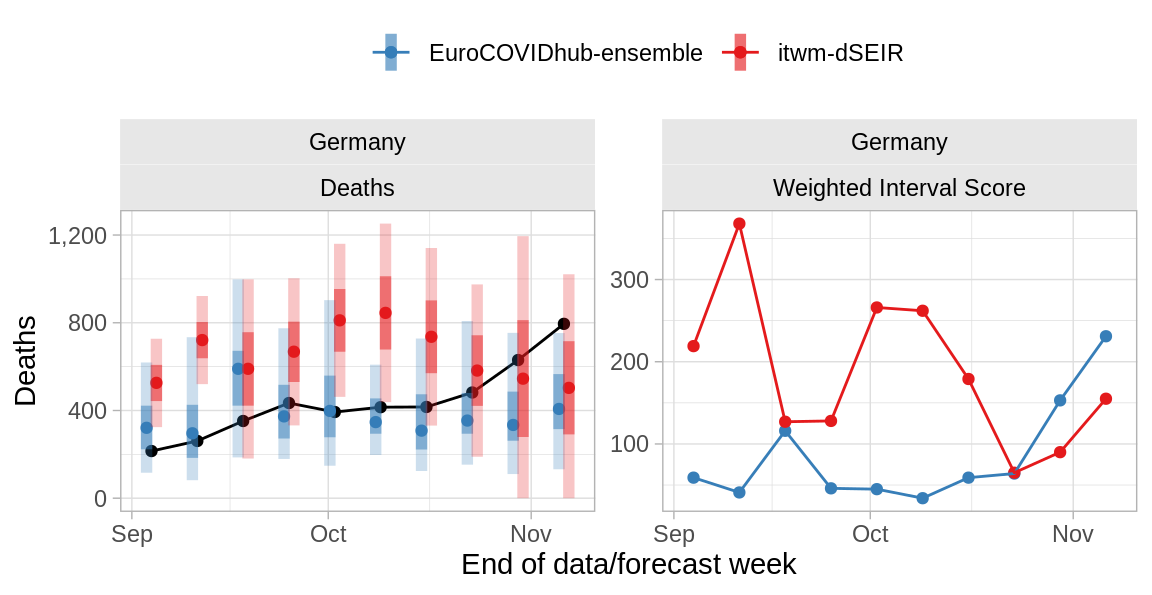 EuroCOVIDhub-ensemble itwm-dSEIR
Germany Germany
Deaths Weighted Interval Score
Deaths
1,200
800
400
0
300
200
100
Sep Oct Nov Sep Oct Nov
End of data/forecast week